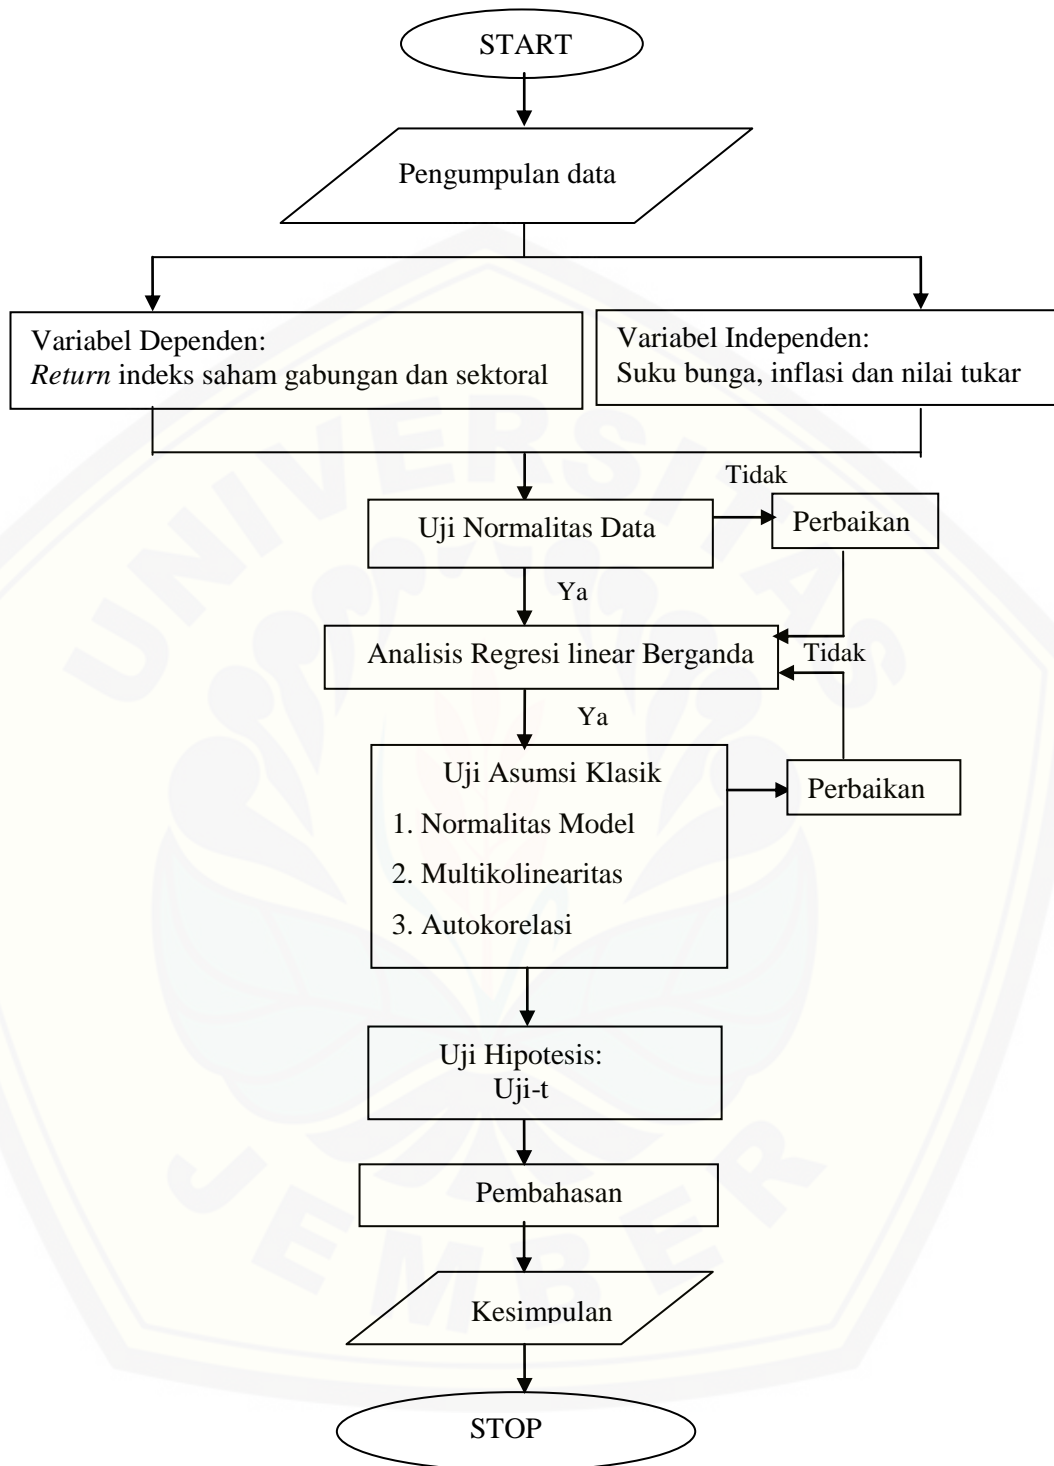 START
Pengumpulan data
Variabel Dependen:
Return indeks saham gabungan dan sektoral
Variabel Independen:
Suku bunga, inflasi dan nilai tukar
Tidak
Uji Normalitas Data
Perbaikan
Ya
Analisis Regresi linear Berganda
Tidak
Ya
Uji Asumsi Klasik
1. Normalitas Model
2. Multikolinearitas
3. Autokorelasi
Perbaikan
Uji Hipotesis:
Uji-t
Pembahasan
Kesimpulan
STOP
UNIVERSITAS
JEMBER